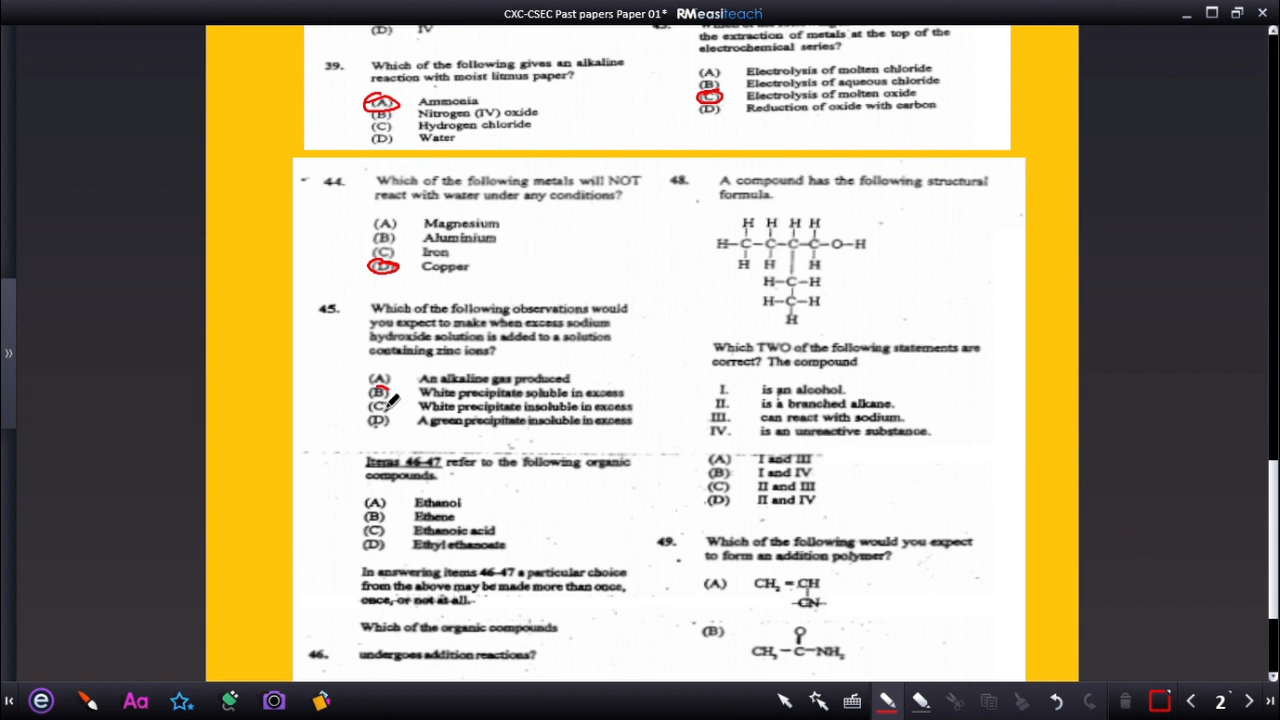 CXC-CSEC Past papers Paper 01*
RMeasiteach
(D) IV
39. Which of the following gives an alkaline
reaction with moist litmus paper?
(A) Ammonia
(B) Nitrogen (IV) oxide
(C) Hydrogen chloride
(D) Water
the extraction of metals at the top of the
electrochemical series?
(A) Electrolysis of molten chloride
(B) Electrolysis of aqueous chloride
(C) Electrolysis of molten oxide
(D) Reduction of oxide with carbon
44. Which of the following metals will NOT
react with water under any conditions?
(A) Magnesium
(B) Aluminium
(C) Iron
(D) Copper
45. Which of the following observations would
you expect to make when excess sodium
hydroxide solution is added to a solution
containing zinc ions?
(A) An alkaline gas produced
(B) White precipitate soluble in excess
(C) White precipitate insoluble in excess
(D) A green precipitate insoluble in excess
Items 46-47 refer to the following organic
compounds.
(A) Ethanol
(B) Ethene
(C) Ethanoic acid
(D) Ethyl ethanoate
In answering items 46-47 a particular choice
from the above may be made more than once,
once, or not at all.
Which of the organic compounds
46. undergoes addition reactions?
48. A compound has the following structural
formula.
H H H H
H-C-C-C-C-O-H
H H H
H-C-H
H-C-H
H
Which TWO of the following statements are
correct? The compound
I. is an alcohol.
II. is a branched alkane.
III. can react with sodium.
IV. is an unreactive substance.
(A) I and III
(B) I and IV
(C) II and III
(D) II and IV
49. Which of the following would you expect
to form an addition polymer?
(A) CH₂ = CH
CN
(B) O
CH₃-C-NH₂
Aa
2